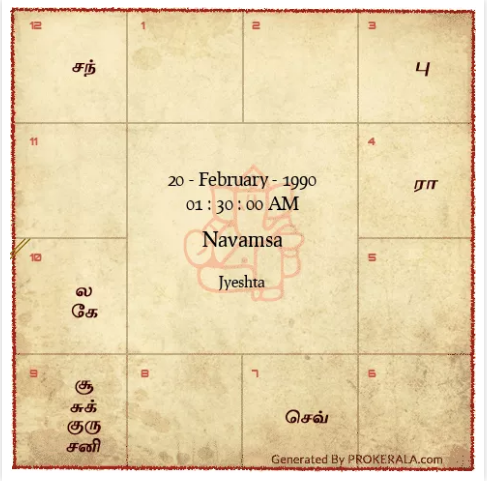 12
1
2
3
சந்
பு
11
4
20 - February - 1990
01 : 30 : 00 AM
ரா
Navamsa
10
5
Jyeshta
ல
கே
9
8
7
6
சூ
சுக்
குரு
சனி
செவ்
Generated By PROKERALA.com